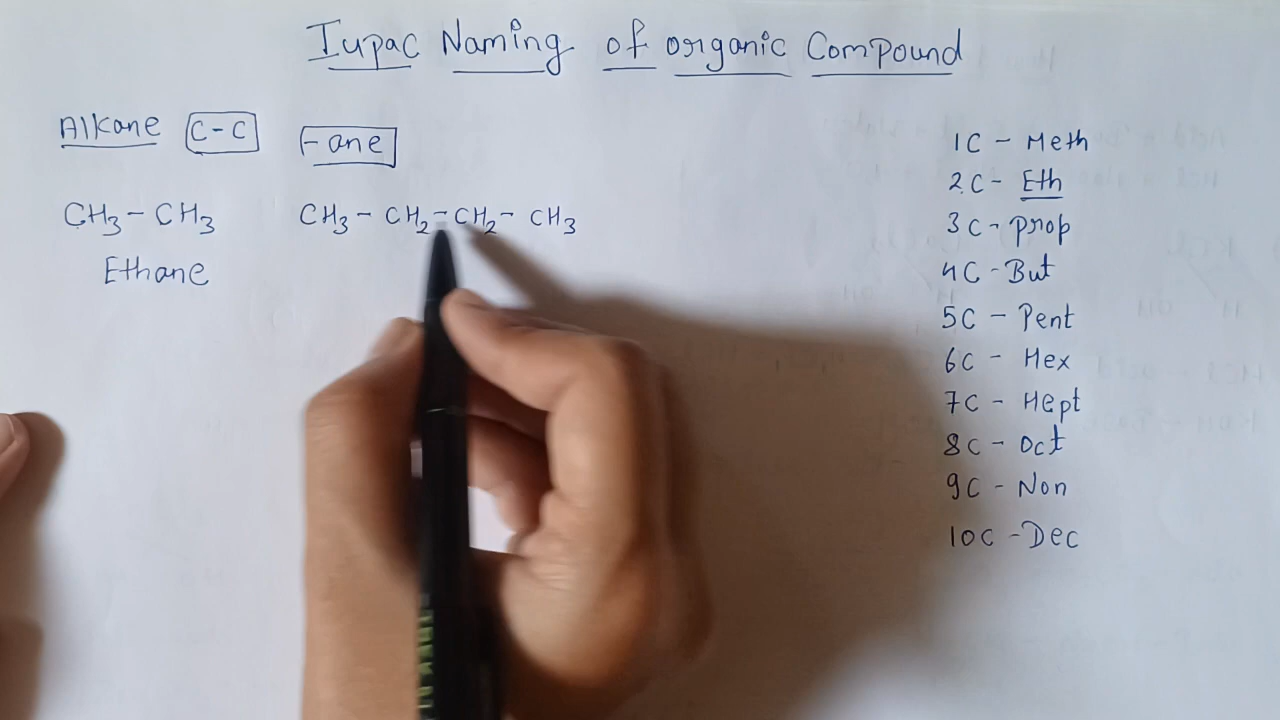 Iupac Naming of organic Compound
Alkane C-C -ane
CH3-CH3 CH3-CH2-CH2-CH3
Ethane
1C - Meth
2C- Eth
3C- prop
4C-But
5C - Pent
6C - Hex
7C - Hept
8C - Oct
9C - Non
10C -Dec